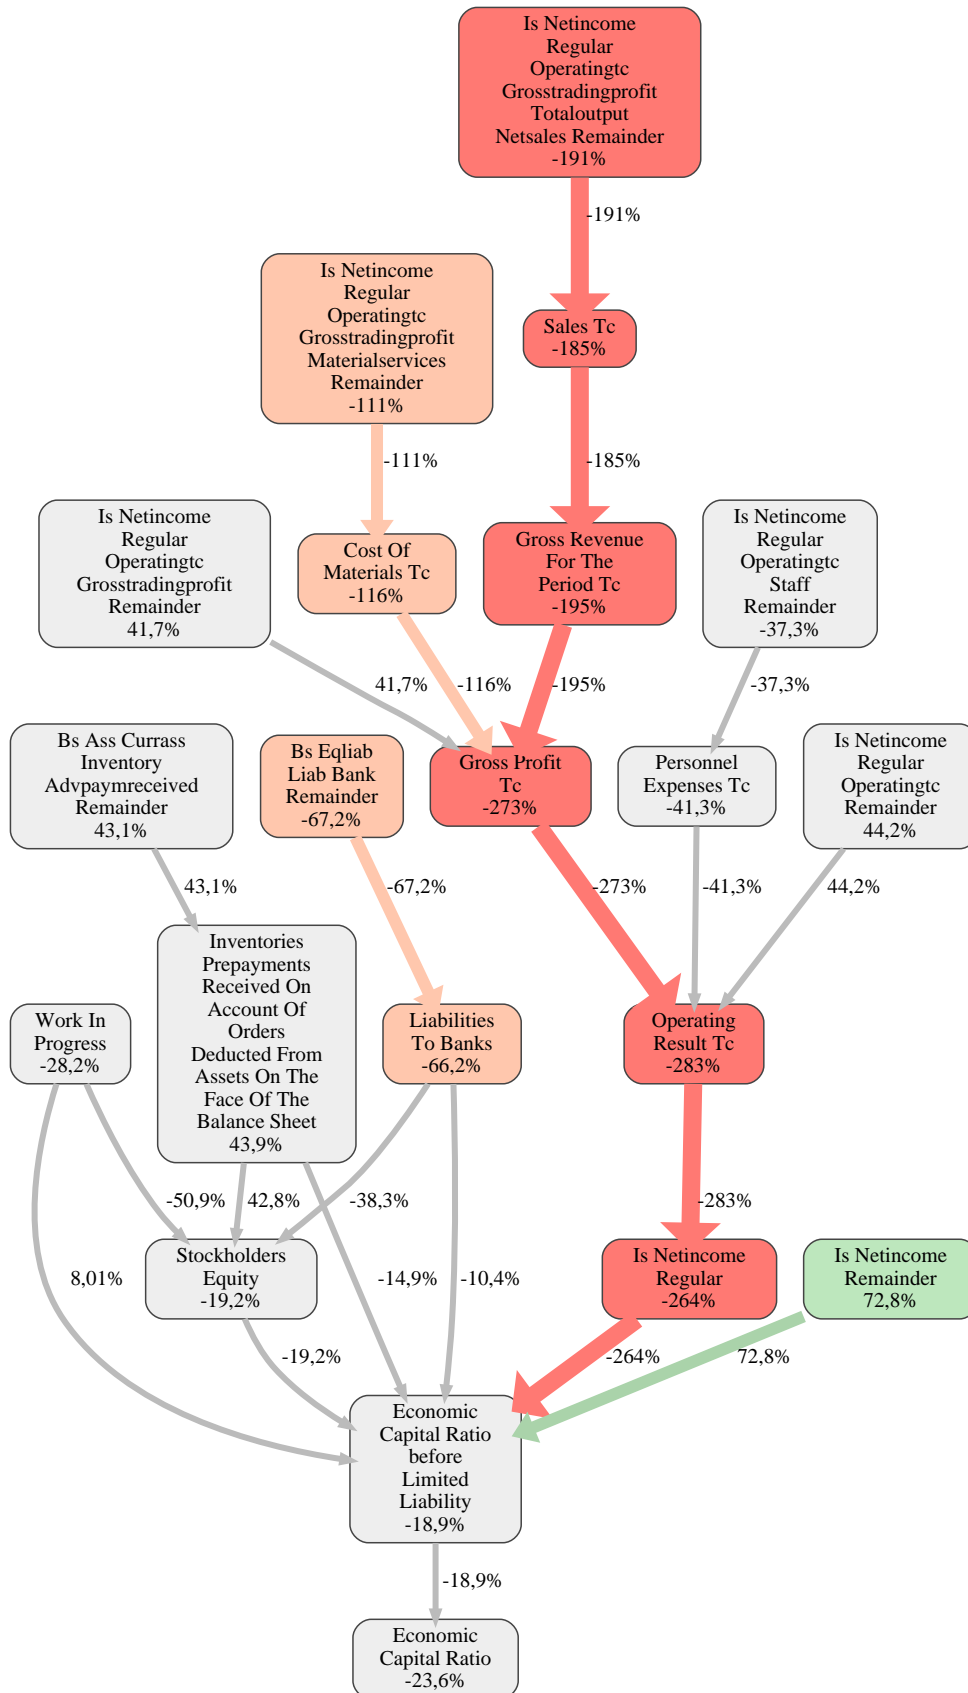 Is Netincome
Regular
Operatingtc
Grosstradingprofit
Totaloutput
Netsales Remainder
-191%
-191%
Is Netincome
Regular
Operatingtc
Grosstradingprofit
Materialservices
Remainder
-111%
Sales Tc
-185%
-111%
-185%
Is Netincome
Regular
Operatingtc
Grosstradingprofit
Remainder
41,7%
Cost Of
Materials Tc
-116%
Gross Revenue
For The
Period Tc
-195%
Is Netincome
Regular
Operatingtc
Staff
Remainder
-37,3%
41,7%
-116%
-195%
-37,3%
Bs Ass Currass
Inventory
Advpaymreceived
Remainder
43,1%
Bs Eqliab
Liab Bank
Remainder
-67,2%
Gross Profit
Tc
-273%
Personnel
Expenses Tc
-41,3%
Is Netincome
Regular
Operatingtc
Remainder
44,2%
43,1%
-67,2%
-273%
-41,3%
44,2%
Work In
Progress
-28,2%
Inventories
Prepayments
Received On
Account Of
Orders
Deducted From
Assets On The
Face Of The
Balance Sheet
43,9%
Liabilities
To Banks
-66,2%
Operating
Result Tc
-283%
-50,9%
42,8%
-38,3%
-283%
8,01%
Stockholders
Equity
-19,2%
-14,9%
-10,4%
Is Netincome
Regular
-264%
Is Netincome
Remainder
72,8%
-19,2%
-264%
72,8%
Economic
Capital Ratio
before
Limited
Liability
-18,9%
-18,9%
Economic
Capital Ratio
-23,6%